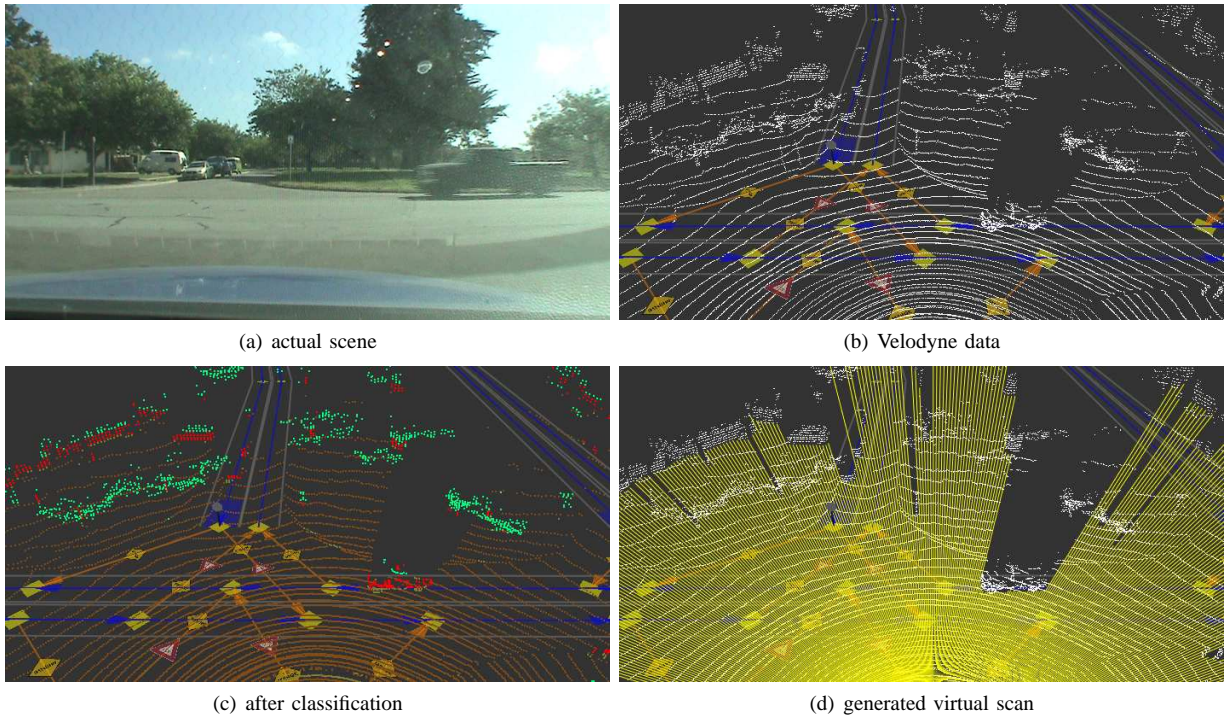 (a) actual scene
(b) Velodyne data
(c) after classification
(d) generated virtual scan